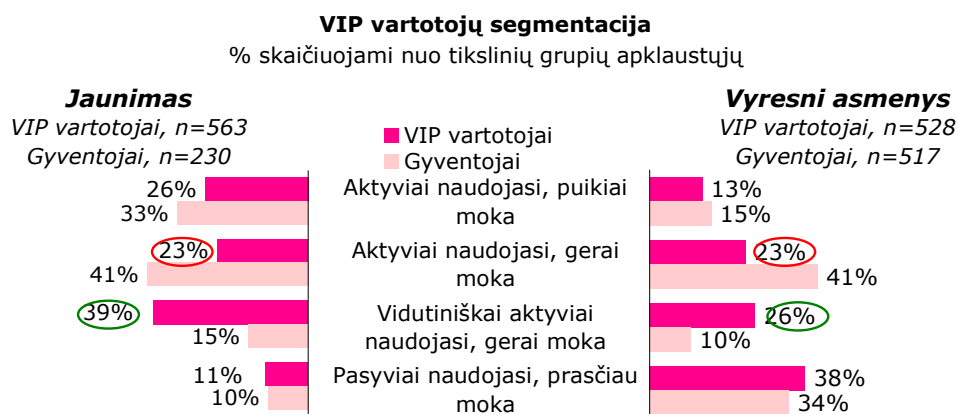 VIP vartotojų segmentacija
% skaičiuojami nuo tikslinių grupių apklaustųjų
Jaunimas
VIP vartotojai, n=563
Gyventojai, n=230
Vyresni asmenys
VIP vartotojai, n=528
Gyventojai, n=517
VIP vartotojai
Gyventojai
26%
33%
Aktyviai naudojasi, puikiai
moka
13%
15%
23%
41%
Aktyviai naudojasi, gerai
moka
23%
41%
39%
15%
Vidutiniškai aktyviai
naudojasi, gerai moka
26%
10%
11%
10%
Pasyviai naudojasi, prasčiau
moka
38%
34%